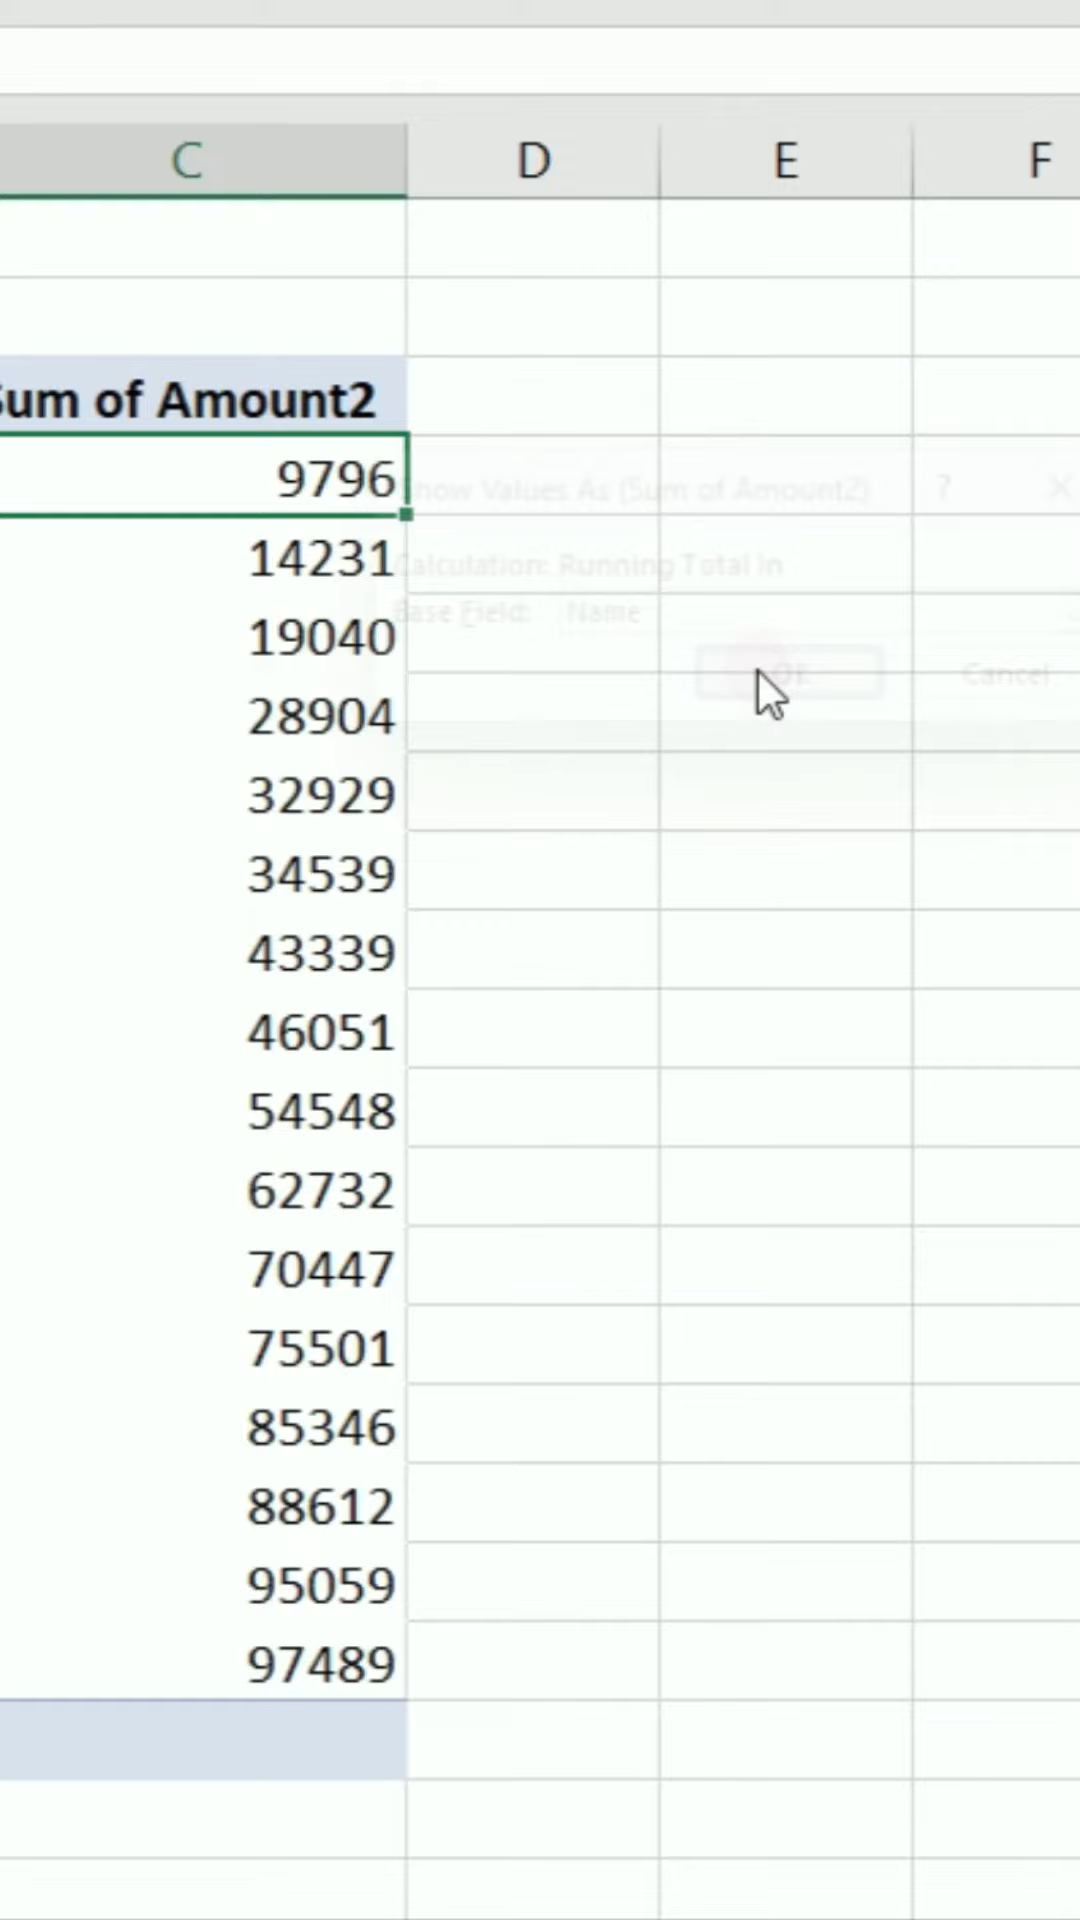 C D E F
Sum of Amount2
9796
Show Values As (Sum of Amount2) ? X
14231
Calculation: Running Total In
Base Field: Name
19040
OK Cancel
28904
32929
34539
43339
46051
54548
62732
70447
75501
85346
88612
95059
97489